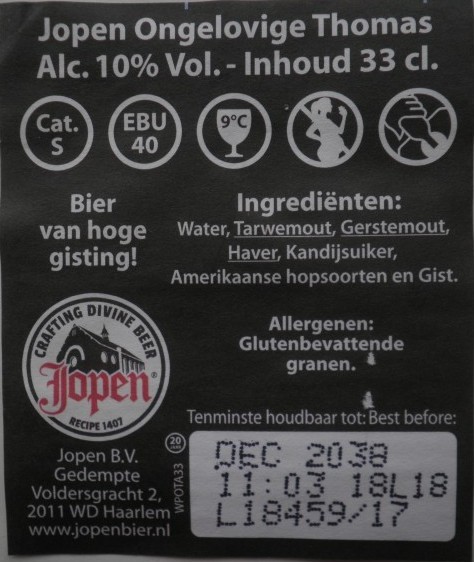 Jopen Ongelovige Thomas
Alc. 10% Vol. - Inhoud 33 cl.
Cat.
S
EBU
40
9°C
Bier
van hoge
gisting!
Ingrediënten:
Water, Tarwemout, Gerstemout,
Haver, Kandijsuiker,
Amerikaanse hopsoorten en Gist.
CRAFTING DIVINE BEER
Jopen®
RECIPE 1407
Allergenen:
Glutenbevattende
granen.
Jopen B.V.
Gedempte
Voldersgracht 2,
2011 WD Haarlem
www.jopenbier.nl
20
WPOTA33
Tenminste houdbaar tot: Best before:
DEC 2038
11:03 18L18
L18459/17